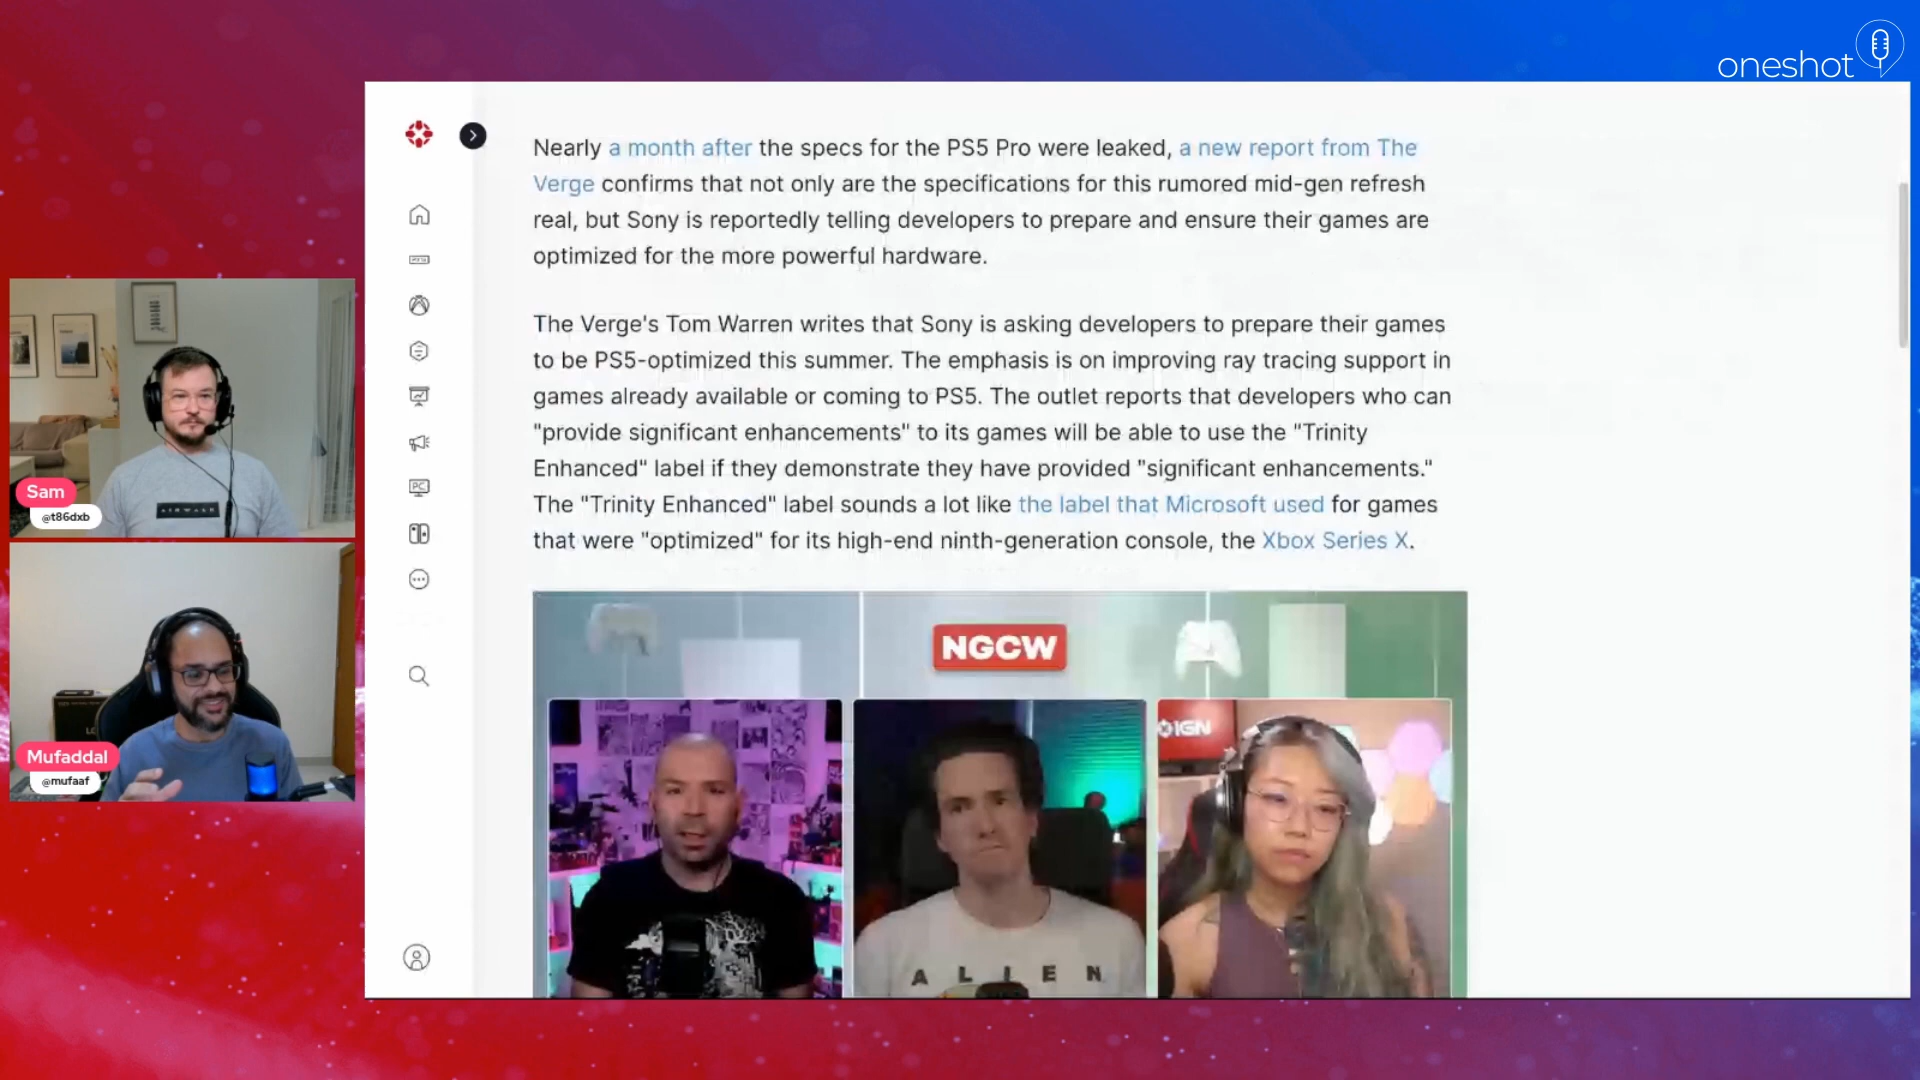 oneshot
Nearly a month after the specs for the PS5 Pro were leaked, a new report from The
Verge confirms that not only are the specifications for this rumored mid-gen refresh
real, but Sony is reportedly telling developers to prepare and ensure their games are
optimized for the more powerful hardware.
The Verge's Tom Warren writes that Sony is asking developers to prepare their games
to be PS5-optimized this summer. The emphasis is on improving ray tracing support in
games already available or coming to PS5. The outlet reports that developers who can
"provide significant enhancements" to its games will be able to use the "Trinity
Enhanced" label if they demonstrate they have provided "significant enhancements."
The "Trinity Enhanced" label sounds a lot like the label that Microsoft used for games
that were "optimized" for its high-end ninth-generation console, the Xbox Series X.
Sam
@t86dxb
Mufaddal
@mufaaf
PC
NGCW
IGN
ALIEN